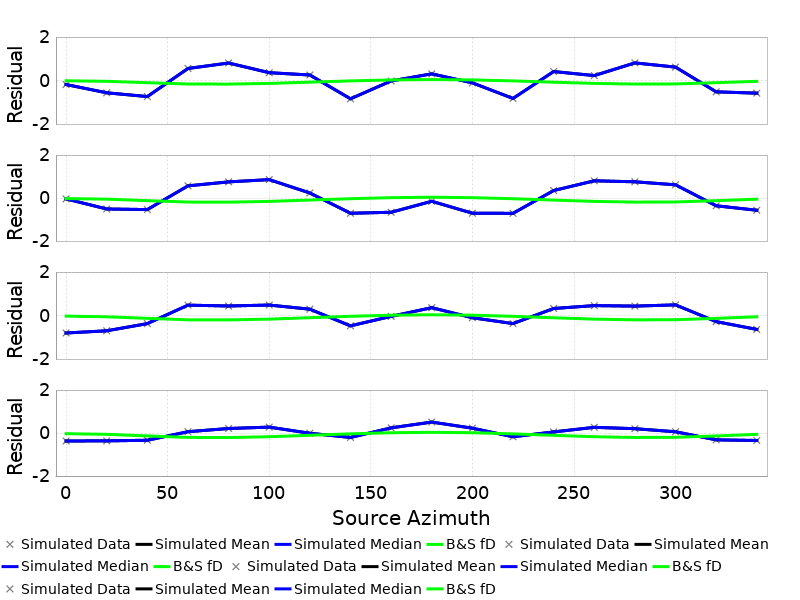 2
0
-2
Residual
2
0
-2
Residual
2
0
-2
Residual
2
0
-2
Residual
0 50 100 150 200 250 300
Source Azimuth
× Simulated Data Simulated Mean Simulated Median B&S fD × Simulated Data Simulated Mean
Simulated Median B&S fD × Simulated Data Simulated Mean Simulated Median B&S fD
× Simulated Data Simulated Mean Simulated Median B&S fD